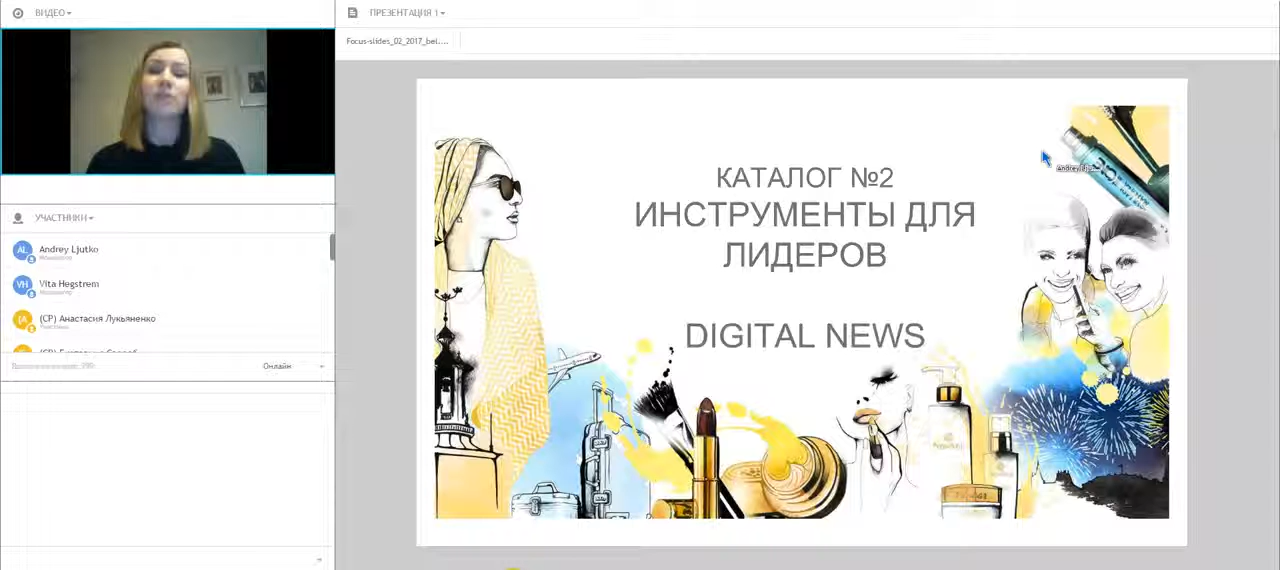 ВИДЕО
ПРЕЗЕНТАЦИЯ 1
Focus-slides_02_2017_bel....
КАТАЛОГ №2
ИНСТРУМЕНТЫ ДЛЯ
ЛИДЕРОВ
DIGITAL NEWS
УЧАСТНИКИ
AL
Andrey Ljutko
VH
Vita Hegstrem
(CP) Анастасия Лукьяненко
Онлайн